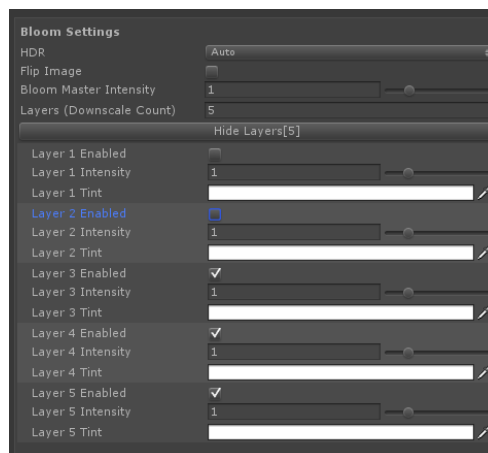 Bloom Settings
HDR Auto
Flip Image
Bloom Master Intensity 1
Layers (Downscale Count) 5
Hide Layers[5]
Layer 1 Enabled
Layer 1 Intensity 1
Layer 1 Tint
Layer 2 Enabled
Layer 2 Intensity 1
Layer 2 Tint
Layer 3 Enabled
Layer 3 Intensity 1
Layer 3 Tint
Layer 4 Enabled
Layer 4 Intensity 1
Layer 4 Tint
Layer 5 Enabled
Layer 5 Intensity 1
Layer 5 Tint